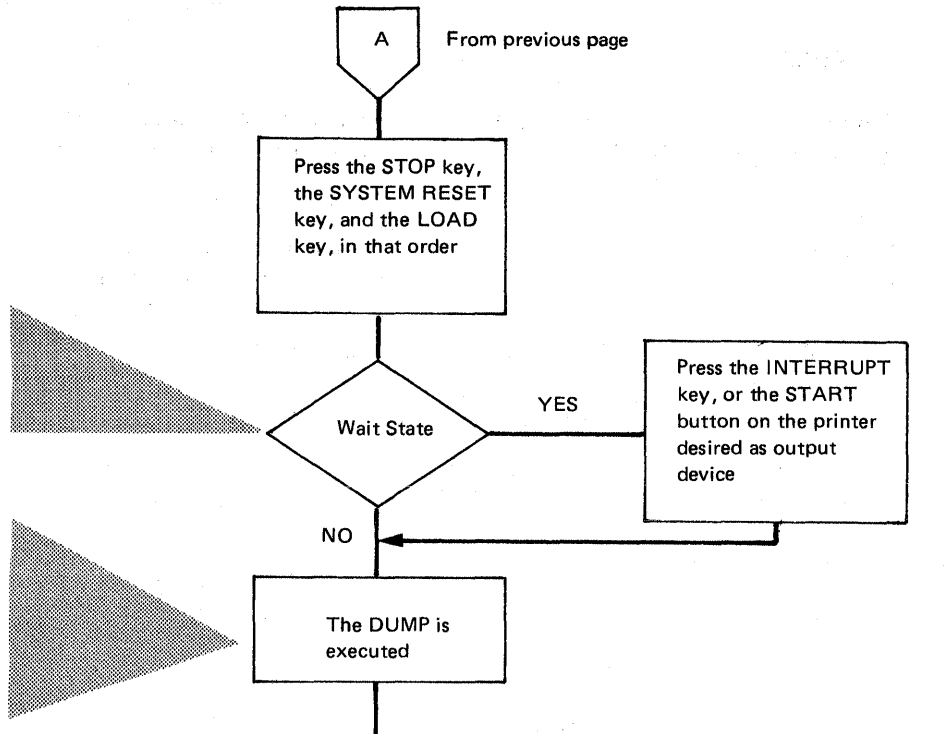 A
From previous page
Press the STOP key,
the SYSTEM RESET
key, and the LOAD
key, in that order
Wait State
YES
Press the INTERRUPT
key, or the START
button on the printer
desired as output
device
NO
The DUMP is
executed